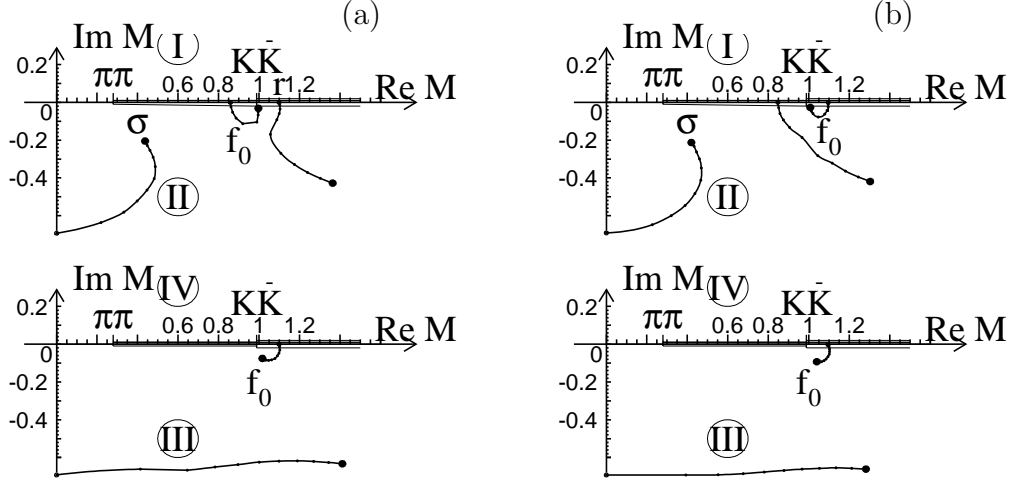 (a)
Im M I KK̄
0.2 ππ 0.6 0.8 1 r 1.2 Re M
0
-0.2 σ f₀
-0.4 II
(b)
Im M I KK̄
0.2 ππ 0.6 0.8 1 1.2 Re M
0
-0.2 σ f₀
-0.4 II
Im M IV KK̄
0.2 ππ 0.6 0.8 1 1.2 Re M
0
-0.2 f₀
-0.4 III
Im M IV KK̄
0.2 ππ 0.6 0.8 1 1.2 Re M
0
-0.2 f₀
-0.4 III